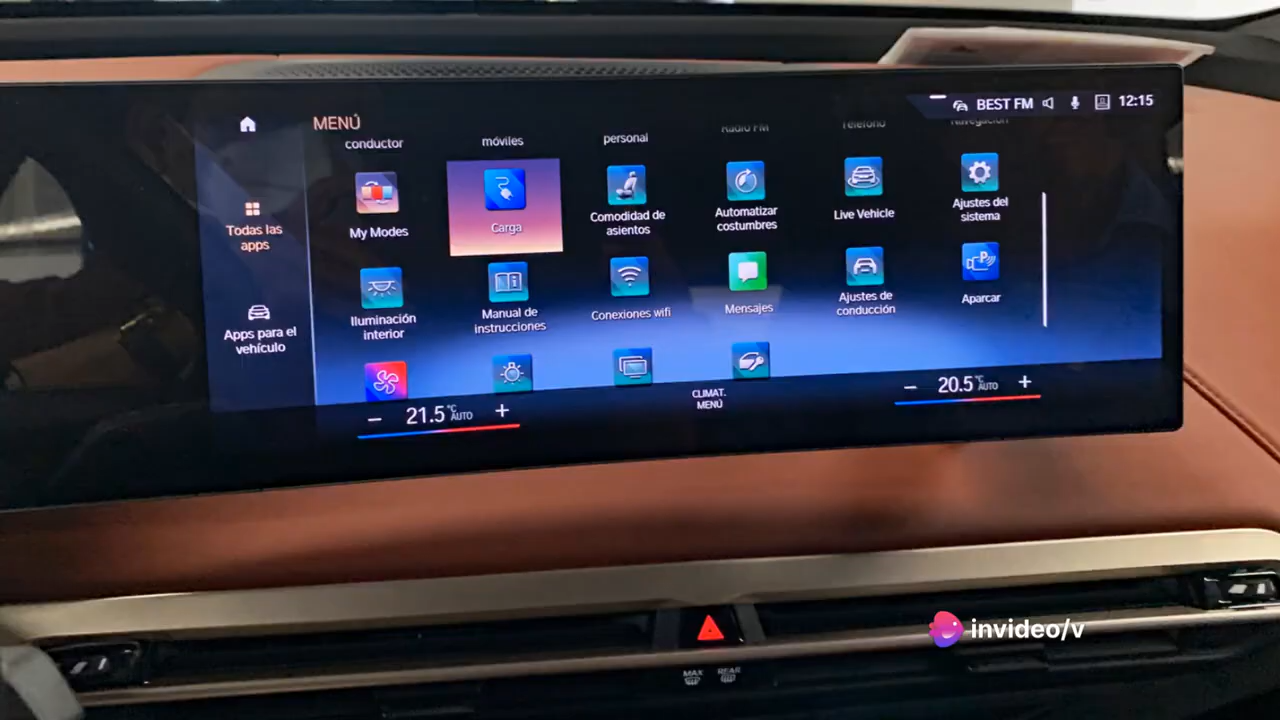 BEST FM 12:15
MENÚ
conductor
móviles
personal
Radio FM
Teléfono
Navegación
My Modes
Carga
Comodidad de
asientos
Automatizar
costumbres
Live Vehicle
Ajustes del
sistema
Todas las
apps
Iluminación
interior
Manual de
instrucciones
Conexiones wifi
Mensajes
Ajustes de
conducción
P
Aparcar
Apps para el
vehículo
− 21.5 °C AUTO +
CLIMAT.
MENÚ
− 20.5 °C AUTO +
MAX REAR
invideo/v